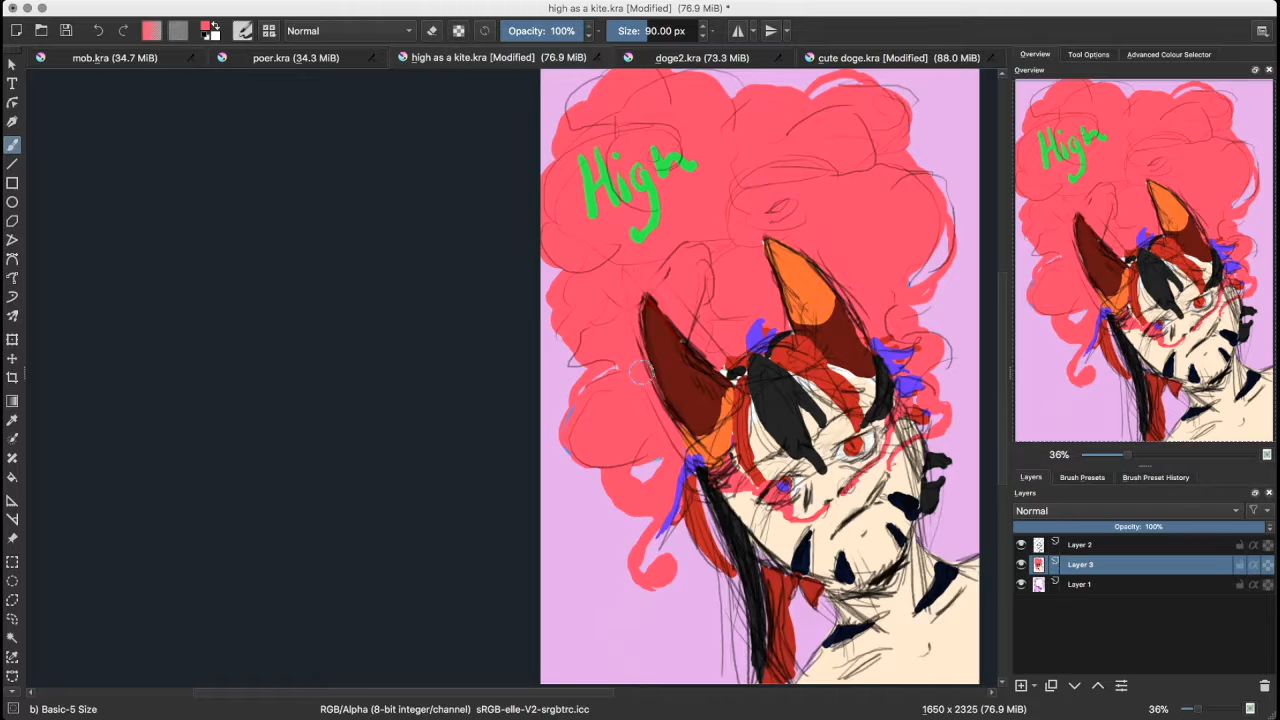 high as a kite.kra [Modified] (76.9 MiB) *
Normal
Opacity: 100%
Size: 90.00 px
mob.kra (34.7 MiB)
poer.kra (34.3 MiB)
high as a kite.kra [Modified] (76.9 MiB)
doge2.kra (73.3 MiB)
cute doge.kra [Modified] (88.0 MiB)
Overview
Tool Options
Advanced Colour Selector
Overview
High
High
36%
Layers
Brush Presets
Brush Preset History
Layers
Normal
Opacity: 100%
Layer 2
Layer 3
Layer 1
b) Basic-5 Size
RGB/Alpha (8-bit integer/channel) sRGB-elle-V2-srgbtrc.icc
1650 x 2325 (76.9 MiB)
36%